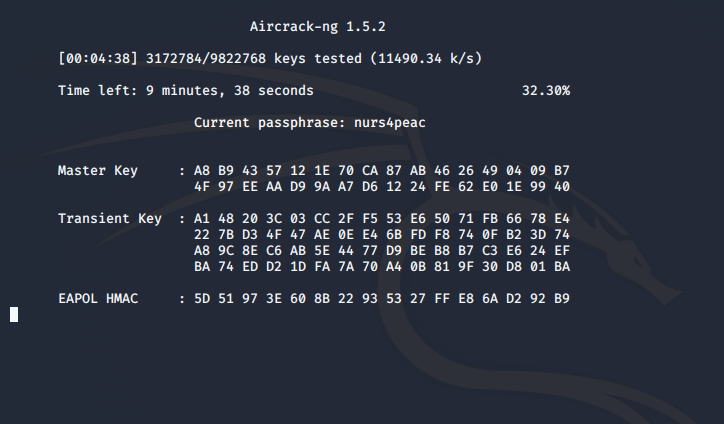 Aircrack-ng 1.5.2
[00:04:38] 3172784/9822768 keys tested (11490.34 k/s)
Time left: 9 minutes, 38 seconds 32.30%
Current passphrase: nurs4peac
Master Key : A8 B9 43 57 12 1E 70 CA 87 AB 46 26 49 04 09 B7
4F 97 EE AA D9 9A A7 D6 12 24 FE 62 E0 1E 99 40
Transient Key : A1 48 20 3C 03 CC 2F F5 53 E6 50 71 FB 66 78 E4
22 7B D3 4F 47 AE 0E E4 6B FD F8 74 0F B2 3D 74
A8 9C 8E C6 AB 5E 44 77 D9 BE B8 B7 C3 E6 24 EF
BA 74 ED D2 1D FA 7A 70 A4 0B 81 9F 30 D8 01 BA
EAPOL HMAC : 5D 51 97 3E 60 8B 22 93 53 27 FF E8 6A D2 92 B9